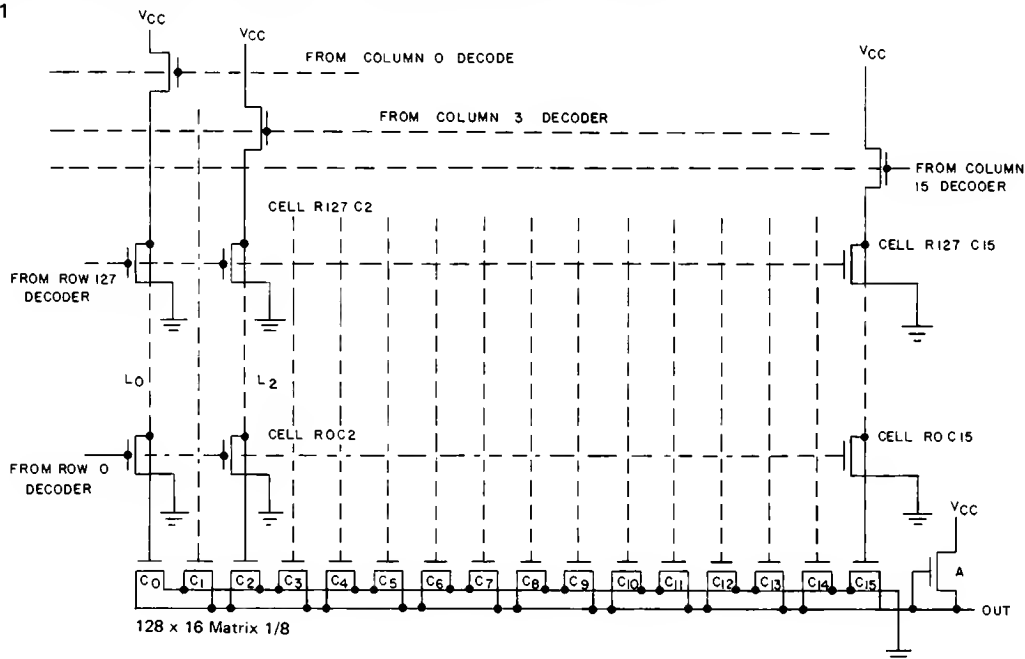 1
VCC
VCC
FROM COLUMN 0 DECODE
VCC
FROM COLUMN 3 DECODER
FROM COLUMN
15 DECOOER
CELL R127 C2
CELL R127 C15
FROM ROW 127
DECODER
L0
L2
CELL R0C2
CELL R0 C15
FROM ROW 0
DECODER
VCC
C0 C1 C2 C3 C4 C5 C6 C7 C8 C9 C10 C11 C12 C13 C14 C15
A
OUT
128 x 16 Matrix 1/8